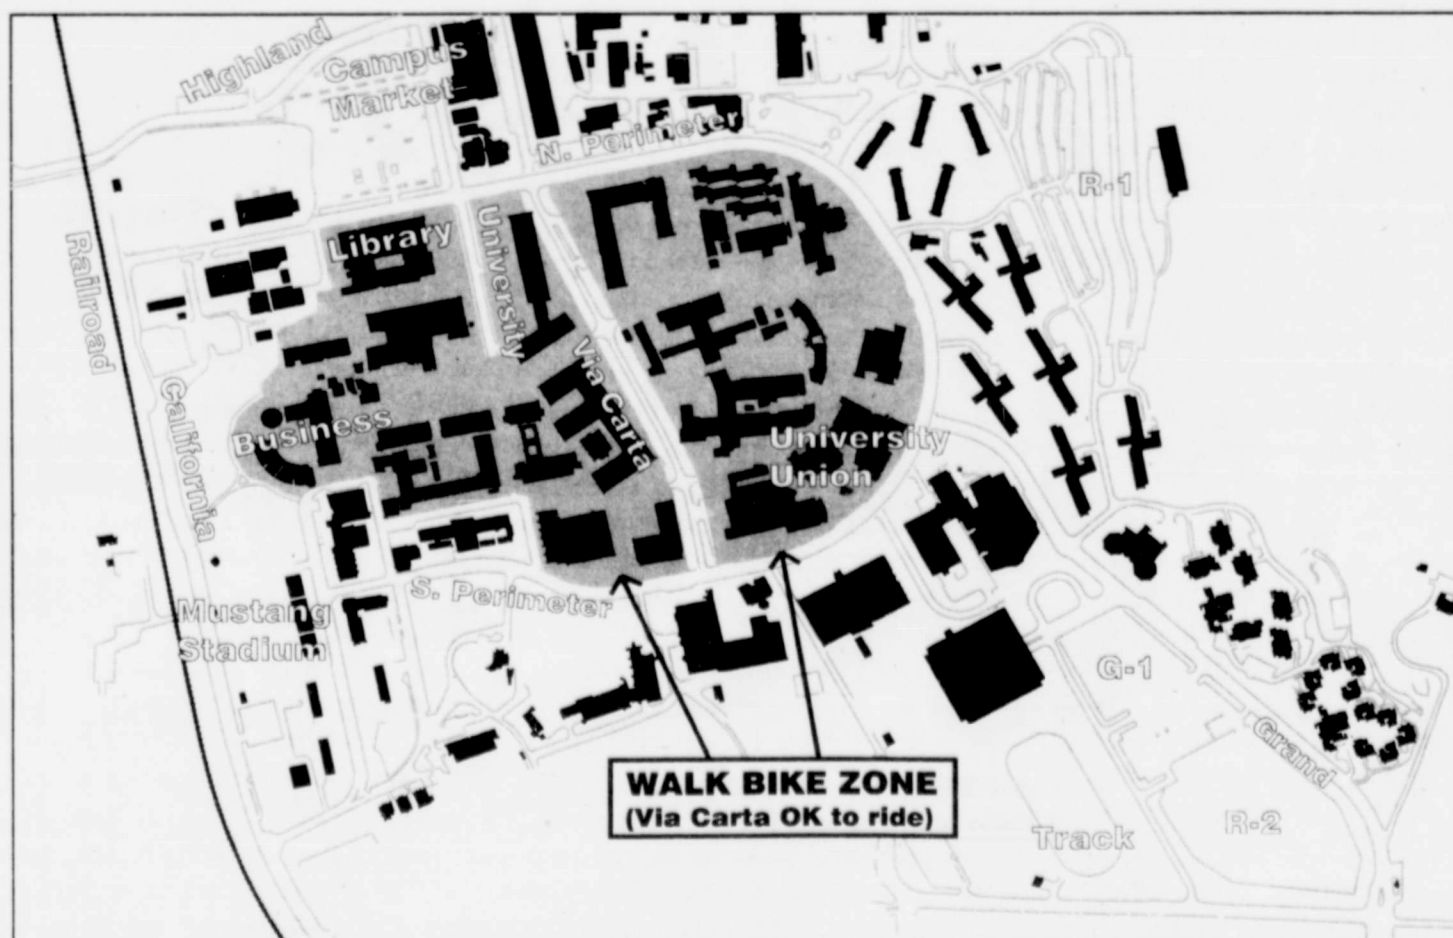 Highland
Campus
Market
N. Perimeter
R-1
Railroad
Library
University
Via Carta
California
Business
University
Union
S. Perimeter
Mustang
Stadium
G-1
Grand
WALK BIKE ZONE
(Via Carta OK to ride)
Track
R-2